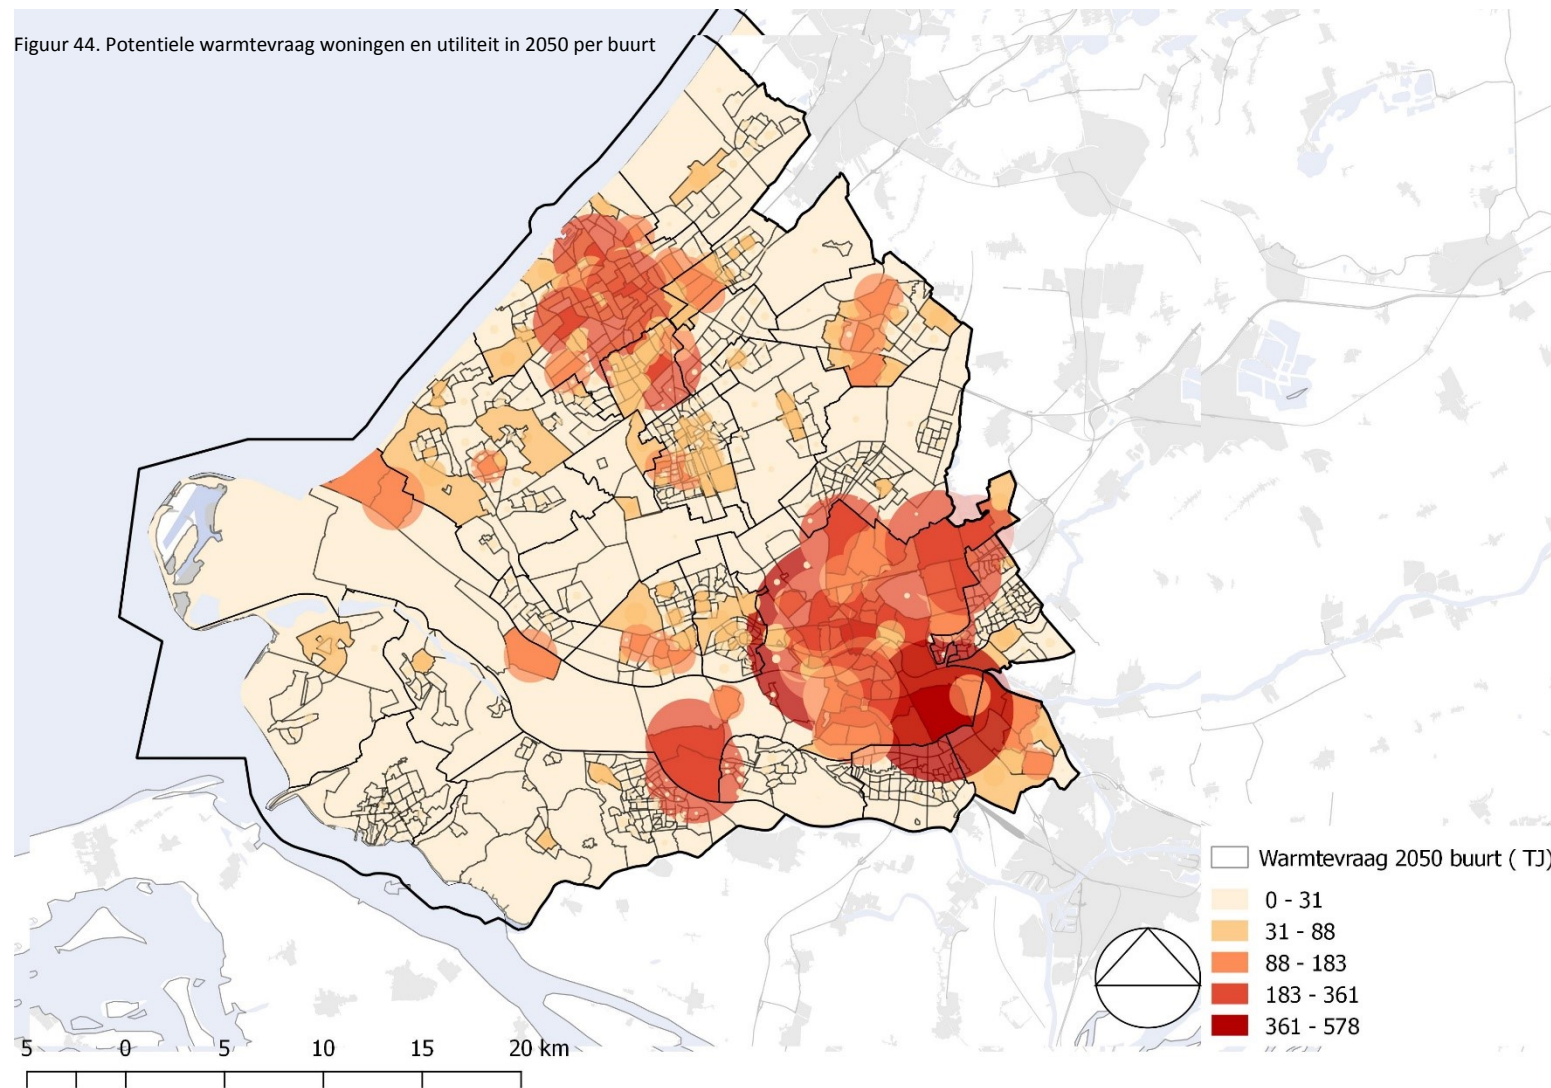 Figuur 44. Potentiele warmtevraag woningen en utiliteit in 2050 per buurt
Warmtevraag 2050 buurt ( TJ)
0 - 31
31 - 88
88 - 183
183 - 361
361 - 578
5 0 5 10 15 20 km